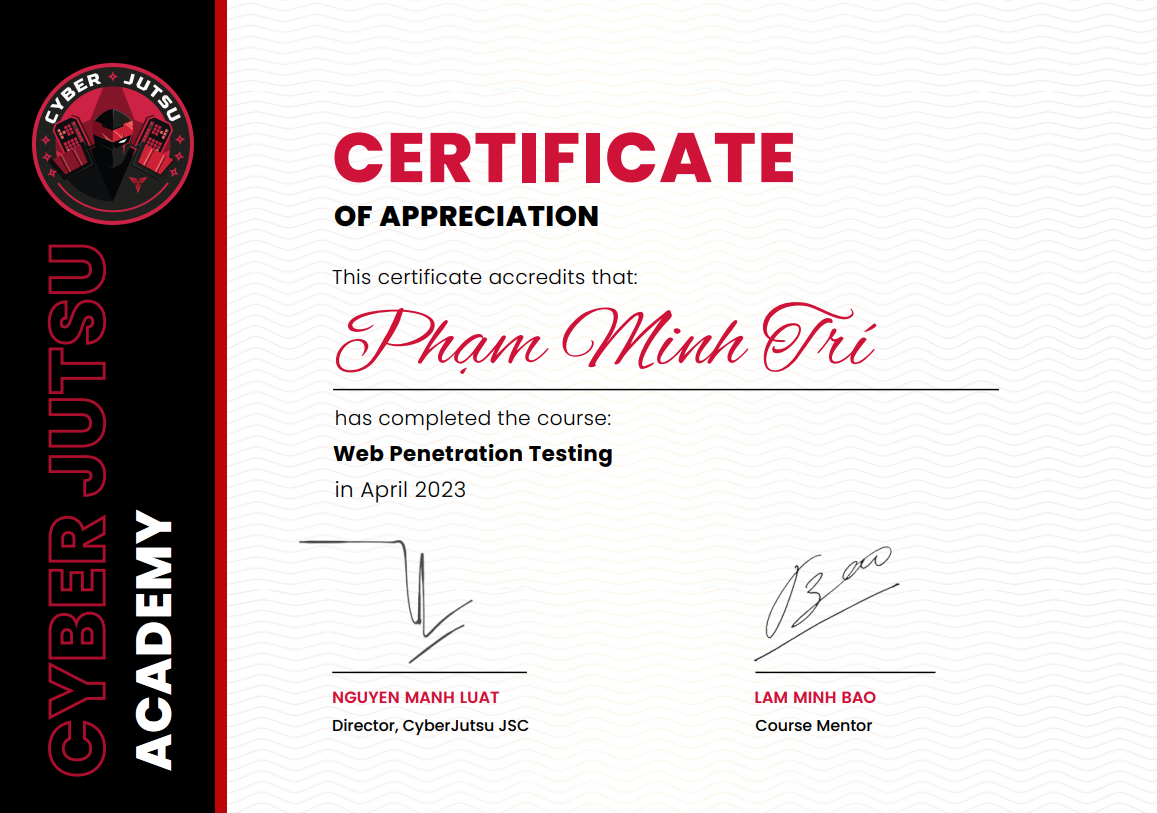 CYBER JUTSU
CYBER JUTSU
ACADEMY
CERTIFICATE
OF APPRECIATION
This certificate accredits that:
Phạm Minh Trí
has completed the course:
Web Penetration Testing
in April 2023
Bao
NGUYEN MANH LUAT
Director, CyberJutsu JSC
LAM MINH BAO
Course Mentor